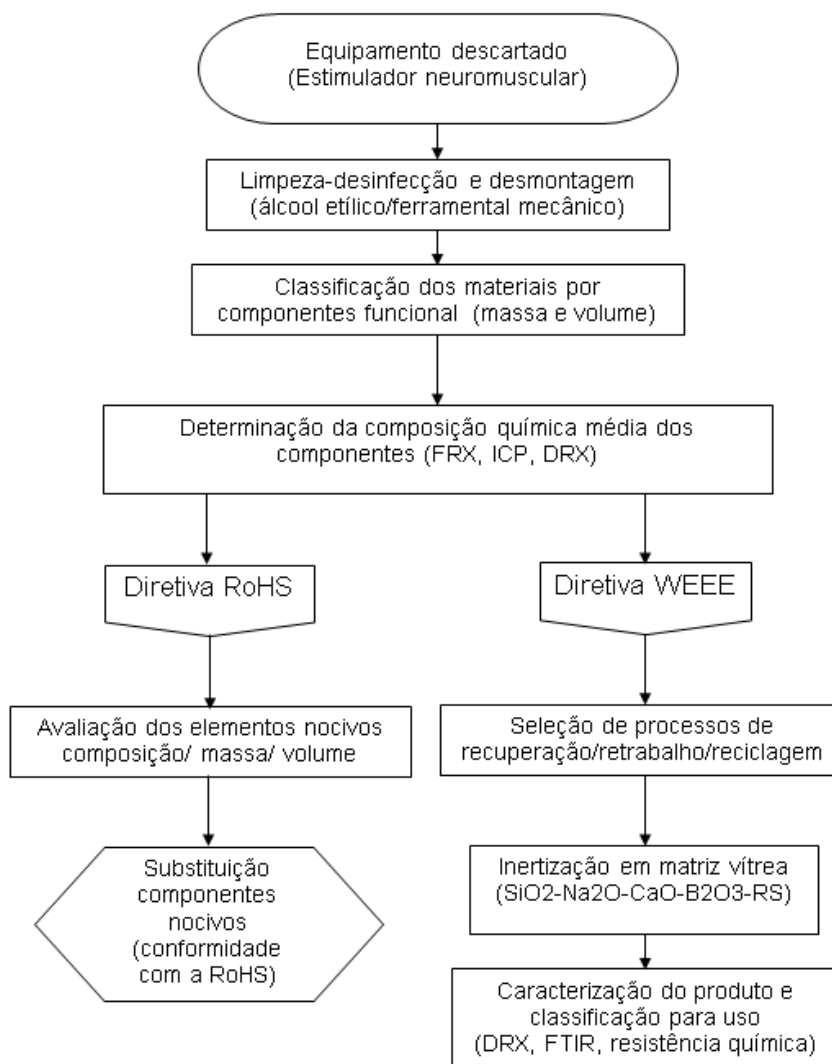 Equipamento descartado
(Estimulador neuromuscular)
Limpeza-desinfecção e desmontagem
(álcool etílico/ferramental mecânico)
Classificação dos materiais por
componentes funcional (massa e volume)
Determinação da composição química média dos
componentes (FRX, ICP, DRX)
Diretiva RoHS
Diretiva WEEE
Avaliação dos elementos nocivos
composição/ massa/ volume
Seleção de processos de
recuperação/retrabalho/reciclagem
Substituição
componentes
nocivos
(conformidade
com a RoHS)
Inertização em matriz vítrea
(SiO2-Na2O-CaO-B2O3-RS)
Caracterização do produto e
classificação para uso
(DRX, FTIR, resistência química)